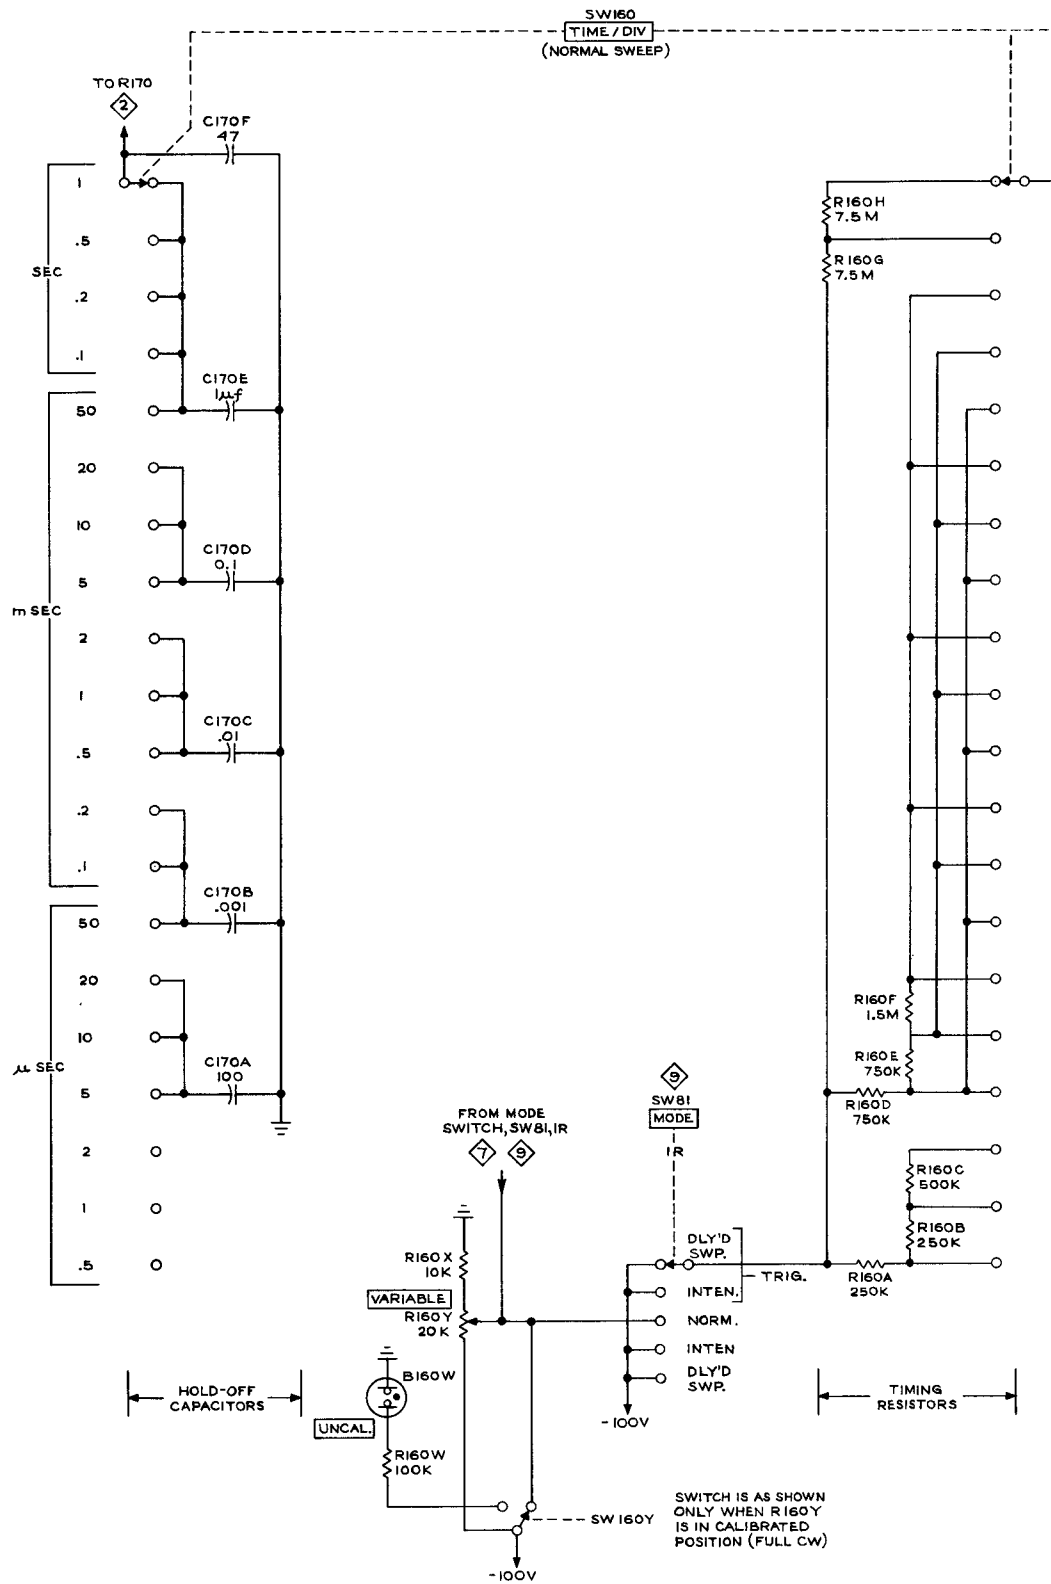 SW160
TIME / DIV
(NORMAL SWEEP)
TO R170
2
C170F
47
1
.5
SEC
.2
.1
C170E
1μf
50
20
10
C170D
0.1
5
m SEC
2
1
C170C
.01
.5
.2
.1
C170B
.001
50
20
10
μ SEC
C170A
100
5
2
1
.5
R160H
7.5M
R160G
7.5M
R160F
1.5M
R160E
750K
R160D
750K
R160C
500K
R160B
250K
R160A
250K
9
SW81
MODE
1R
FROM MODE
SWITCH, SW81, 1R
7 9
R160X
10K
VARIABLE
R160Y
20K
DLY'D
SWP.
TRIG.
INTEN.
NORM.
INTEN
DLY'D
SWP.
-100V
B160W
UNCAL.
R160W
100K
HOLD-OFF
CAPACITORS
TIMING
RESISTORS
SW160Y
SWITCH IS AS SHOWN
ONLY WHEN R160Y
IS IN CALIBRATED
POSITION (FULL CW)
-100V